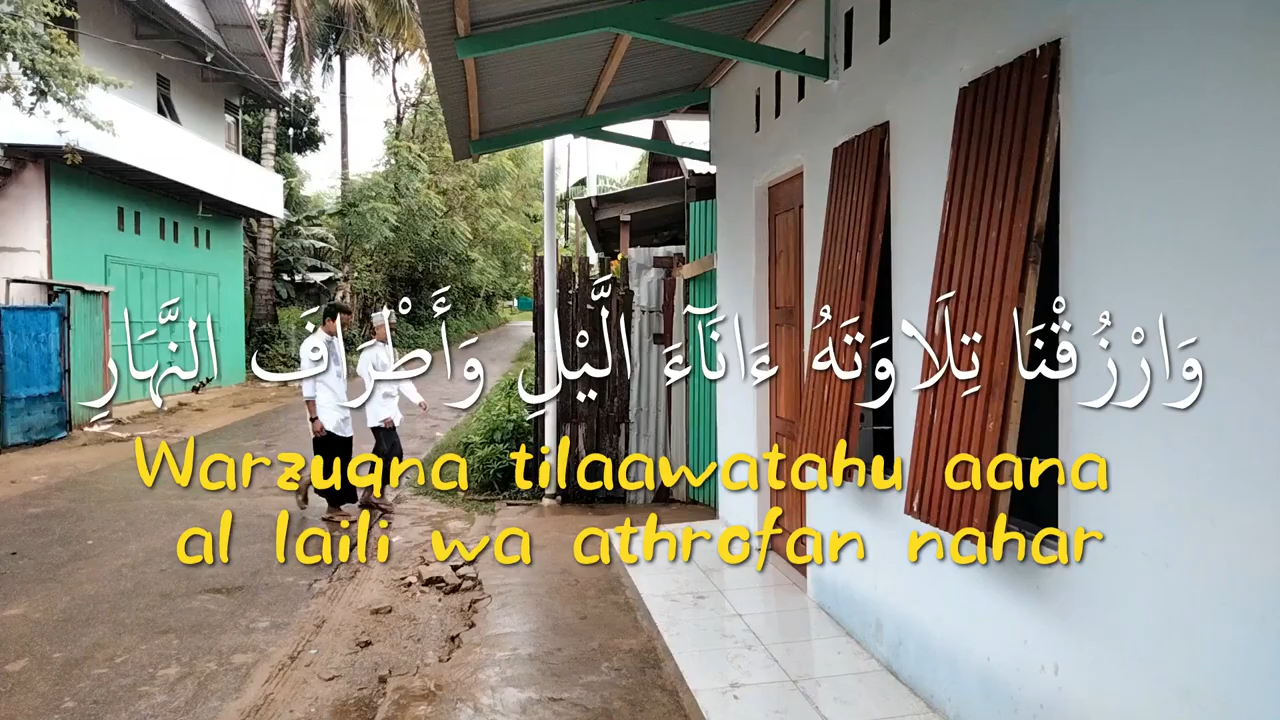 وَارْزُقْنَا تِلَاوَتَهُ ءَانَآءَ الَّيْلِ وَأَطْرَافَ النَّهَارِ
Warzuqna tilaawatahu aana
al laili wa athrofan nahar